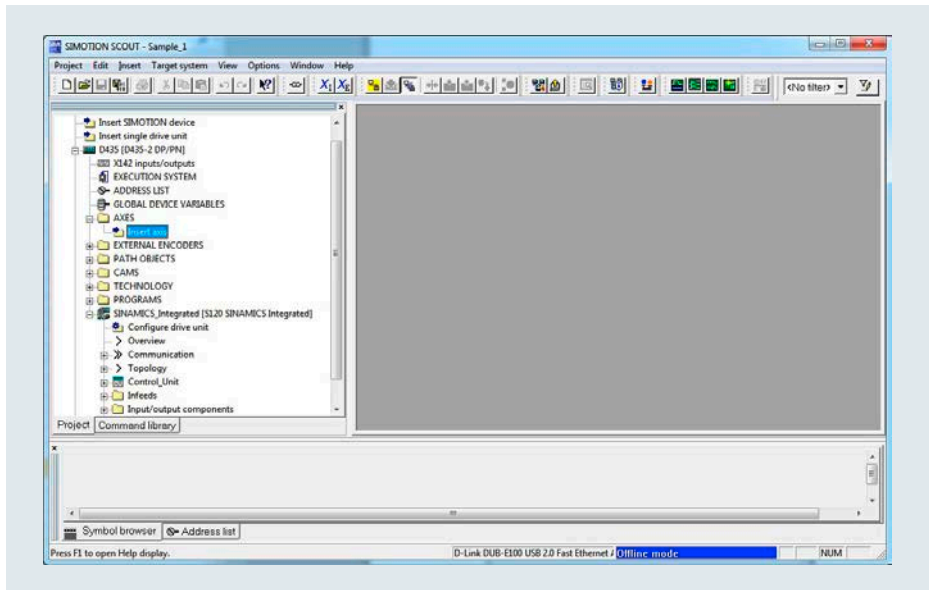 SIMOTION SCOUT - Sample_1
Project Edit Insert Target system View Options Window Help
<No filter>
Insert SIMOTION device
Insert single drive unit
D435 [D435-2 DP/PN]
X142 inputs/outputs
EXECUTION SYSTEM
ADDRESS LIST
GLOBAL DEVICE VARIABLES
AXES
Insert axis
EXTERNAL ENCODERS
PATH OBJECTS
CAMS
TECHNOLOGY
PROGRAMS
SINAMICS_Integrated [S120 SINAMICS Integrated]
Configure drive unit
Overview
Communication
Topology
Control_Unit
Infeeds
Input/output components
Project Command library
Symbol browser Address list
Press F1 to open Help display. D-Link DUB-E100 USB 2.0 Fast Ethernet Offline mode NUM